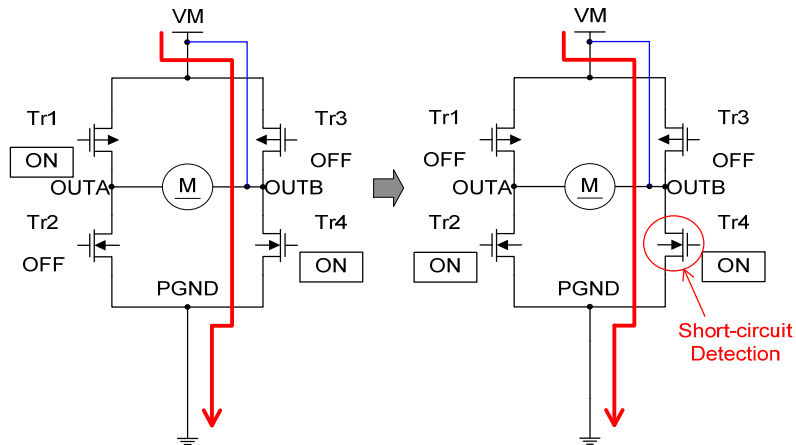 VM
Tr1
ON
Tr3
OFF
OUTA
M
OUTB
Tr2
OFF
Tr4
ON
PGND
VM
Tr1
OFF
Tr3
OFF
OUTA
M
OUTB
Tr2
ON
Tr4
ON
PGND
Short-circuit
Detection